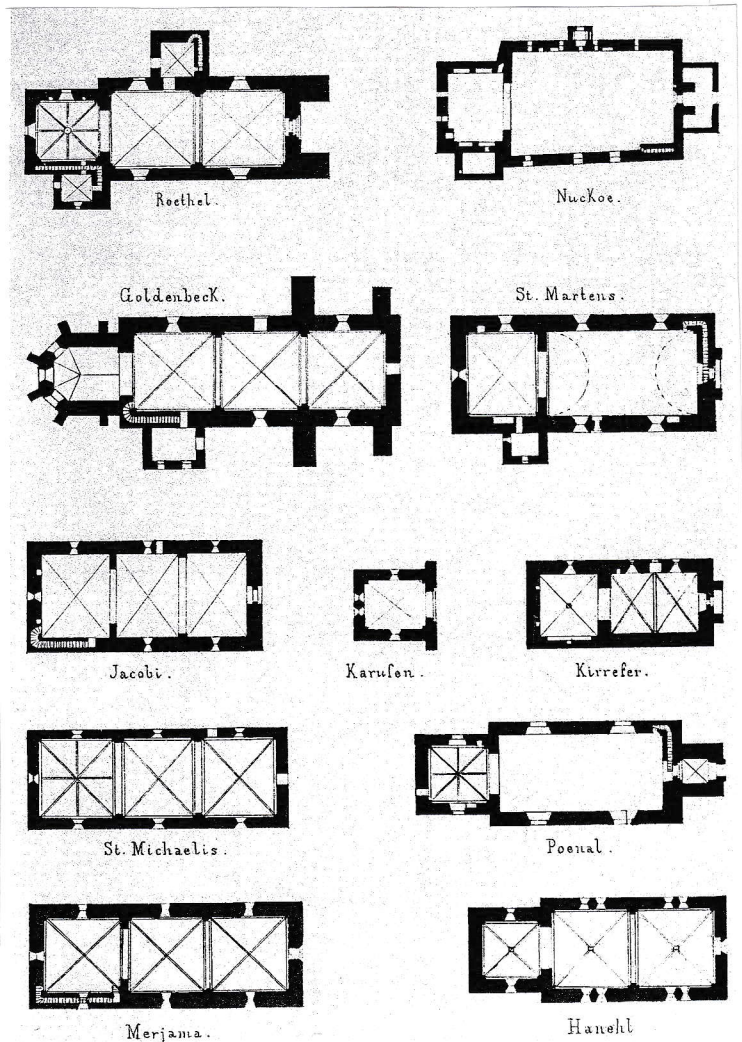 Roethel.
Nuckoe.
Goldenbeck.
St. Martens.
Jacobi.
Karuſen.
Kirrefer.
St. Michaelis.
Poenal.
Merjama.
Hanehl